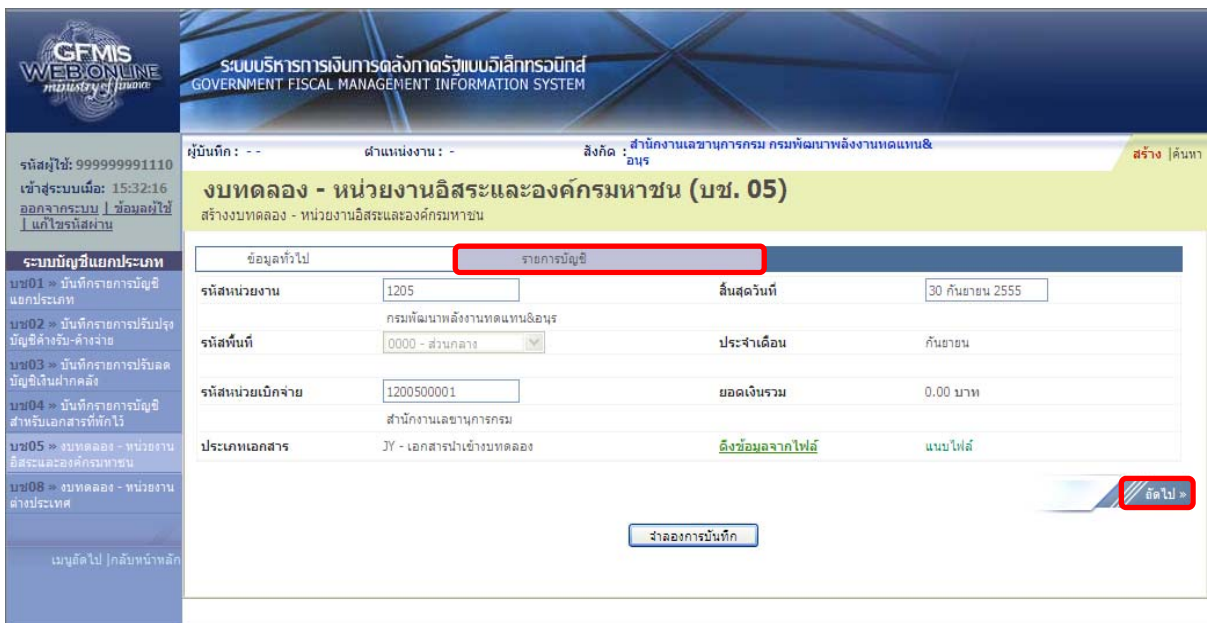 GFMIS
WEB ONLINE
ministry of finance
ระบบบริหารการเงินการคลังภาครัฐแบบอิเล็กทรอนิกส์
GOVERNMENT FISCAL MANAGEMENT INFORMATION SYSTEM
รหัสผู้ใช้: 999999991110
เข้าสู่ระบบเมื่อ: 15:32:16
ออกจากระบบ | ข้อมูลผู้ใช้
| แก้ไขรหัสผ่าน
ผู้บันทึก : - - ตำแหน่งงาน : - สังกัด : สำนักงานเลขานุการกรม กรมพัฒนาพลังงานทดแทน&
อนุร
สร้าง |ค้นหา
งบทดลอง - หน่วยงานอิสระและองค์กรมหาชน (บช. 05)
สร้างงบทดลอง - หน่วยงานอิสระและองค์กรมหาชน
ระบบบัญชีแยกประเภท
บช01 » บันทึกรายการบัญชี
แยกประเภท
บช02 » บันทึกรายการปรับปรุง
บัญชีค้างรับ-ค้างจ่าย
บช03 » บันทึกรายการปรับลด
บัญชีเงินฝากคลัง
บช04 » บันทึกรายการบัญชี
สำหรับเอกสารที่พักไว้
บช05 » งบทดลอง - หน่วยงาน
อิสระและองค์กรมหาชน
บช08 » งบทดลอง - หน่วยงาน
ต่างประเทศ
เมนูถัดไป |กลับหน้าหลัก
ข้อมูลทั่วไป รายการบัญชี
รหัสหน่วยงาน 1205 สิ้นสุดวันที่ 30 กันยายน 2555
กรมพัฒนาพลังงานทดแทน&อนุร
รหัสพื้นที่ 0000 - ส่วนกลาง ประจำเดือน กันยายน
รหัสหน่วยเบิกจ่าย 1200500001 ยอดเงินรวม 0.00 บาท
สำนักงานเลขานุการกรม
ประเภทเอกสาร JY - เอกสารนำเข้างบทดลอง ดึงข้อมูลจากไฟล์ แนบไฟล์
ถัดไป »
จำลองการบันทึก